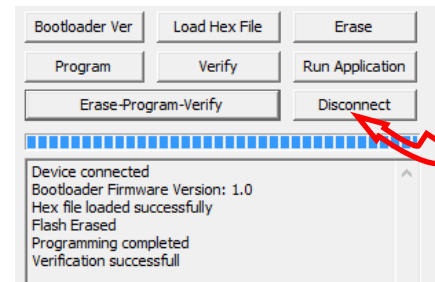 Bootloader Ver Load Hex File Erase
Program Verify Run Application
Erase-Program-Verify Disconnect
Device connected
Bootloader Firmware Version: 1.0
Hex file loaded successfully
Flash Erased
Programming completed
Verification successfull